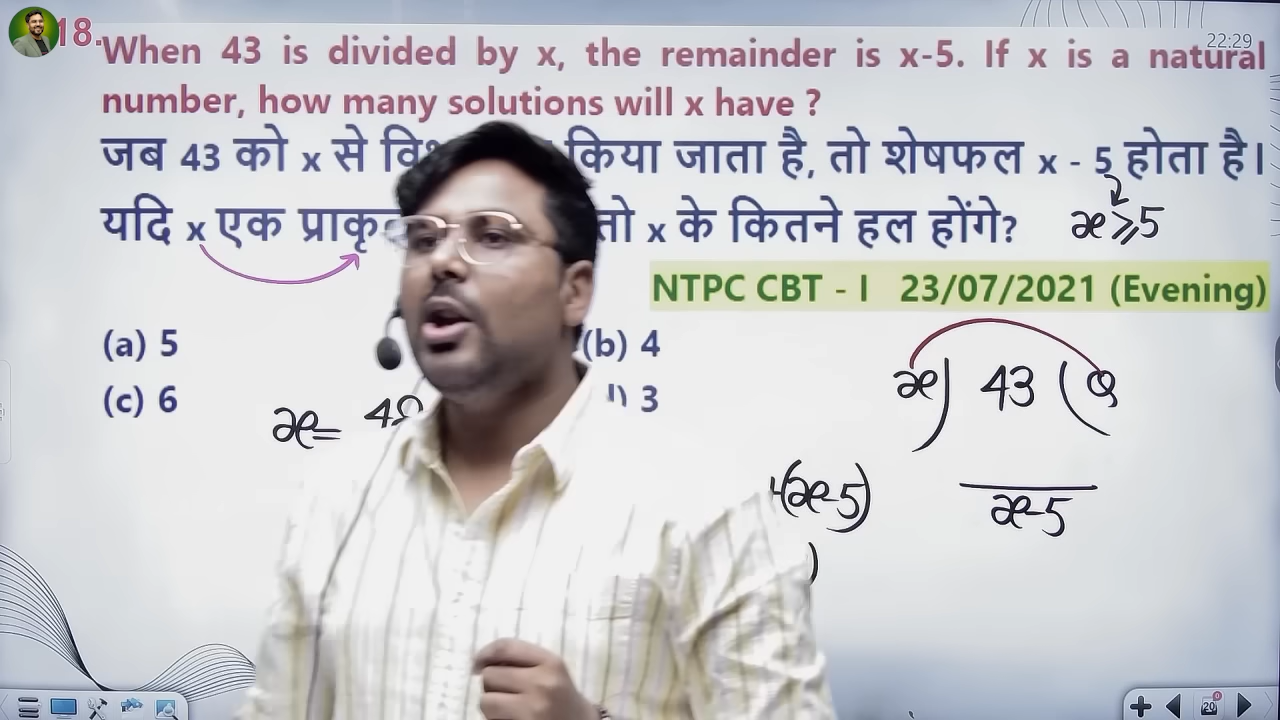 18. When 43 is divided by x, the remainder is x-5. If x is a natural
22:29
number, how many solutions will x have ?
जब 43 को x से किया जाता है, तो शेषफल x - 5 होता है।
यदि x एक तो x के कितने हल होंगे? x ⩾ 5
NTPC CBT - I 23/07/2021 (Evening)
(a) 5 (b) 4
(c) 6 3
x ) 43 ( Q
x-5
x=
(x-5)
20